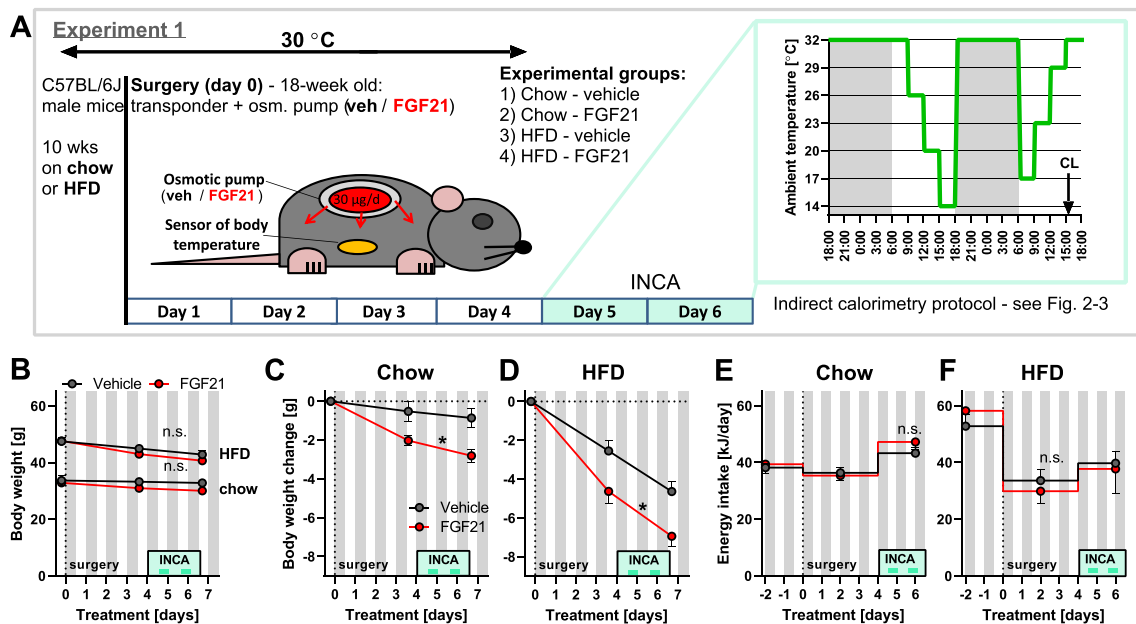 A
Experiment 1
30 °C
C57BL/6J
male mice
Surgery (day 0) - 18-week old:
transponder + osm. pump (veh / FGF21)
10 wks
on chow
or HFD
Osmotic pump
(veh / FGF21)
30 µg/d
Sensor of body
temperature
Experimental groups:
1) Chow - vehicle
2) Chow - FGF21
3) HFD - vehicle
4) HFD - FGF21
INCA
Day 1 Day 2 Day 3 Day 4 Day 5 Day 6
Ambient temperature [°C]
32
29
26
23
20
17
14
CL
18:00 21:00 0:00 3:00 6:00 9:00 12:00 15:00 18:00 21:00 0:00 3:00 6:00 9:00 12:00 15:00 18:00
Indirect calorimetry protocol - see Fig. 2-3
B
Vehicle FGF21
Body weight [g]
60
40
20
0
n.s.
HFD
n.s.
chow
surgery
INCA
0 1 2 3 4 5 6 7
Treatment [days]
C
Chow
Body weight change [g]
0
-2
-4
-6
-8
*
Vehicle
FGF21
surgery
INCA
0 1 2 3 4 5 6 7
Treatment [days]
D
HFD
0
-2
-4
-6
-8
*
surgery
INCA
0 1 2 3 4 5 6 7
Treatment [days]
E
Chow
Energy intake [kJ/day]
60
40
20
0
n.s.
surgery
INCA
-2 -1 0 1 2 3 4 5 6
Treatment [days]
F
HFD
60
40
20
0
n.s.
n.s.
surgery
INCA
-2 -1 0 1 2 3 4 5 6
Treatment [days]